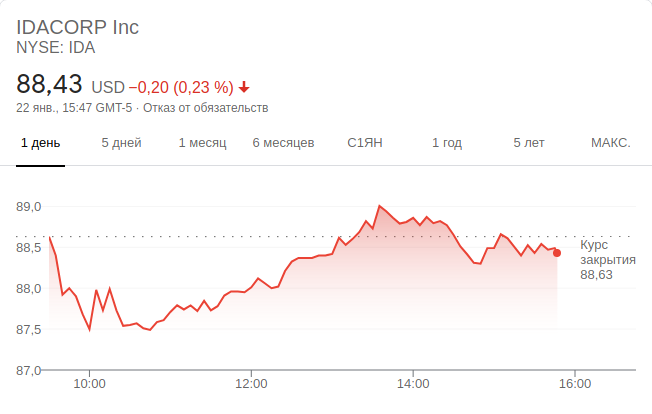 IDACORP Inc
NYSE: IDA
88,43 USD −0,20 (0,23 %)
22 янв., 15:47 GMT-5 · Отказ от обязательств
1 день 5 дней 1 месяц 6 месяцев С1ЯН 1 год 5 лет МАКС.
89,0
88,5
88,0
87,5
87,0
Курс
закрытия
88,63
10:00 12:00 14:00 16:00